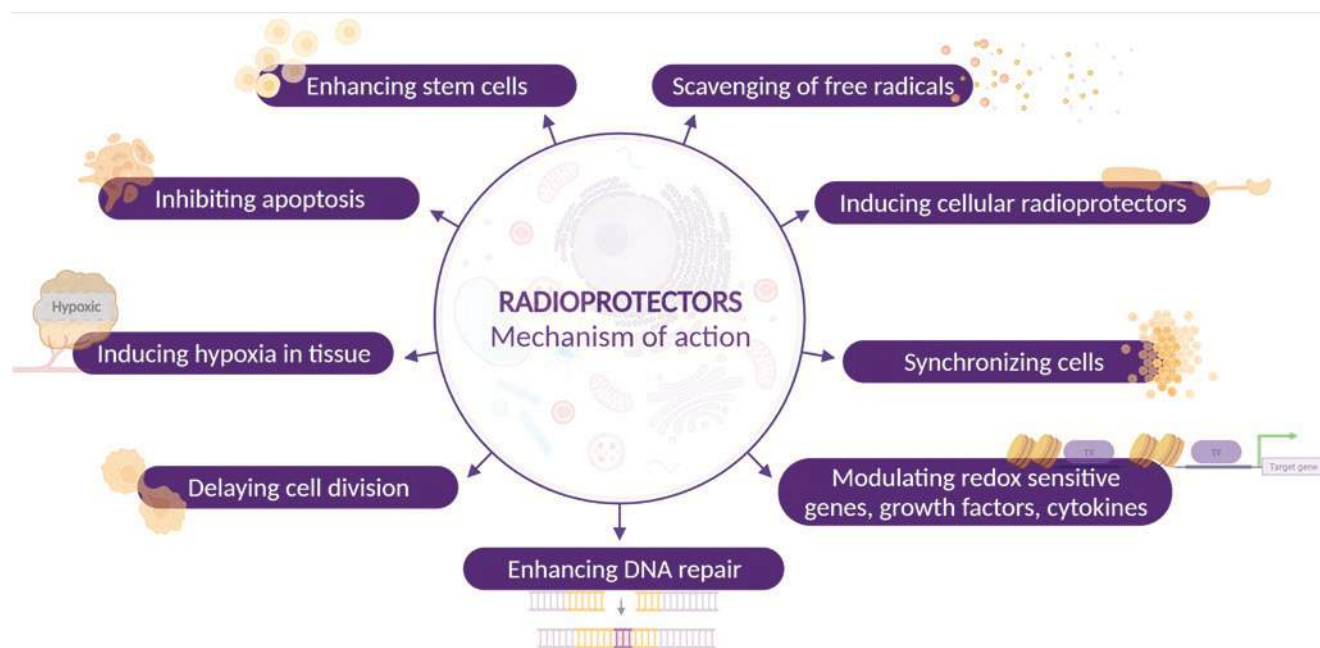 Enhancing stem cells
Scavenging of free radicals
Inhibiting apoptosis
Inducing cellular radioprotectors
Hypoxic
Inducing hypoxia in tissue
RADIOPROTECTORS
Mechanism of action
Synchronizing cells
Delaying cell division
TF
TF
Target gene
Modulating redox sensitive
genes, growth factors, cytokines
Enhancing DNA repair